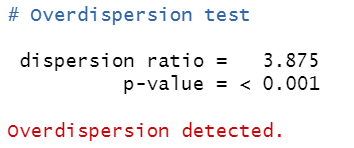 # Overdispersion test
dispersion ratio = 3.875
p-value = < 0.001
Overdispersion detected.